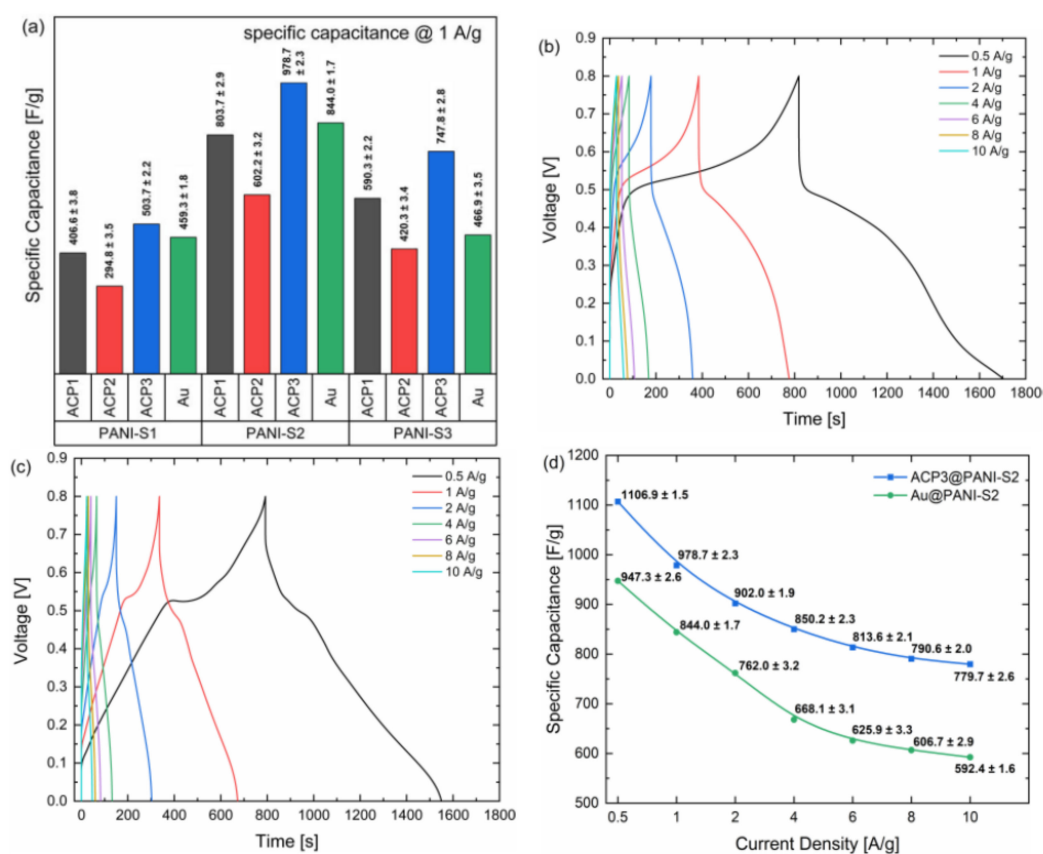 (a)
specific capacitance @ 1 A/g
Specific Capacitance [F/g]
406.6 ± 3.8
294.8 ± 3.5
503.7 ± 2.2
459.3 ± 1.8
803.7 ± 2.9
602.2 ± 3.2
978.7
± 2.3
844.0 ± 1.7
590.3 ± 2.2
420.3 ± 3.4
747.8 ± 2.8
466.9 ± 3.5
ACP1 ACP2 ACP3 Au ACP1 ACP2 ACP3 Au ACP1 ACP2 ACP3 Au
PANI-S1 PANI-S2 PANI-S3
(b)
0.9
0.8
0.7
0.6
0.5
0.4
0.3
0.2
0.1
0.0
Voltage [V]
0.5 A/g
1 A/g
2 A/g
4 A/g
6 A/g
8 A/g
10 A/g
0 200 400 600 800 1000 1200 1400 1600 1800
Time [s]
(c)
0.9
0.8
0.7
0.6
0.5
0.4
0.3
0.2
0.1
0.0
Voltage [V]
0.5 A/g
1 A/g
2 A/g
4 A/g
6 A/g
8 A/g
10 A/g
0 200 400 600 800 1000 1200 1400 1600 1800
Time [s]
(d)
1200
1100
1000
900
800
700
600
500
Specific Capacitance [F/g]
ACP3@PANI-S2
Au@PANI-S2
1106.9 ± 1.5
978.7 ± 2.3
902.0 ± 1.9
850.2 ± 2.3
813.6 ± 2.1
790.6 ± 2.0
779.7 ± 2.6
947.3 ± 2.6
844.0 ± 1.7
762.0 ± 3.2
668.1 ± 3.1
625.9 ± 3.3
606.7 ± 2.9
592.4 ± 1.6
0.5 1 2 4 6 8 10
Current Density [A/g]